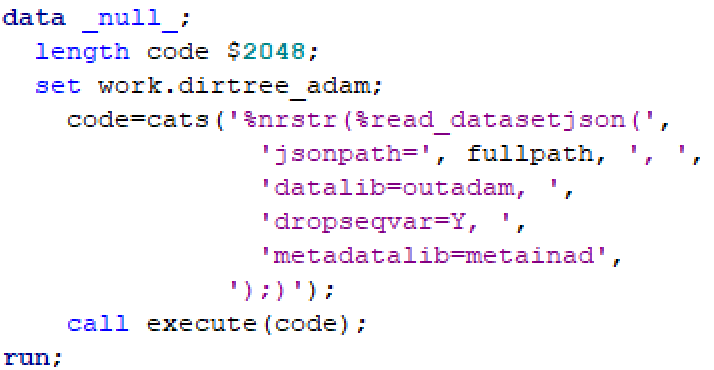 data _null_;
  length code $2048;
  set work.dirtree_adam;
    code=cats('%nrstr(%read_datasetjson(',
                'jsonpath=', fullpath, ', ',
                'datalib=outadam, ',
                'dropseqvar=Y, ',
                'metadatalib=metainad',
              ');)');
    call execute(code);
run;